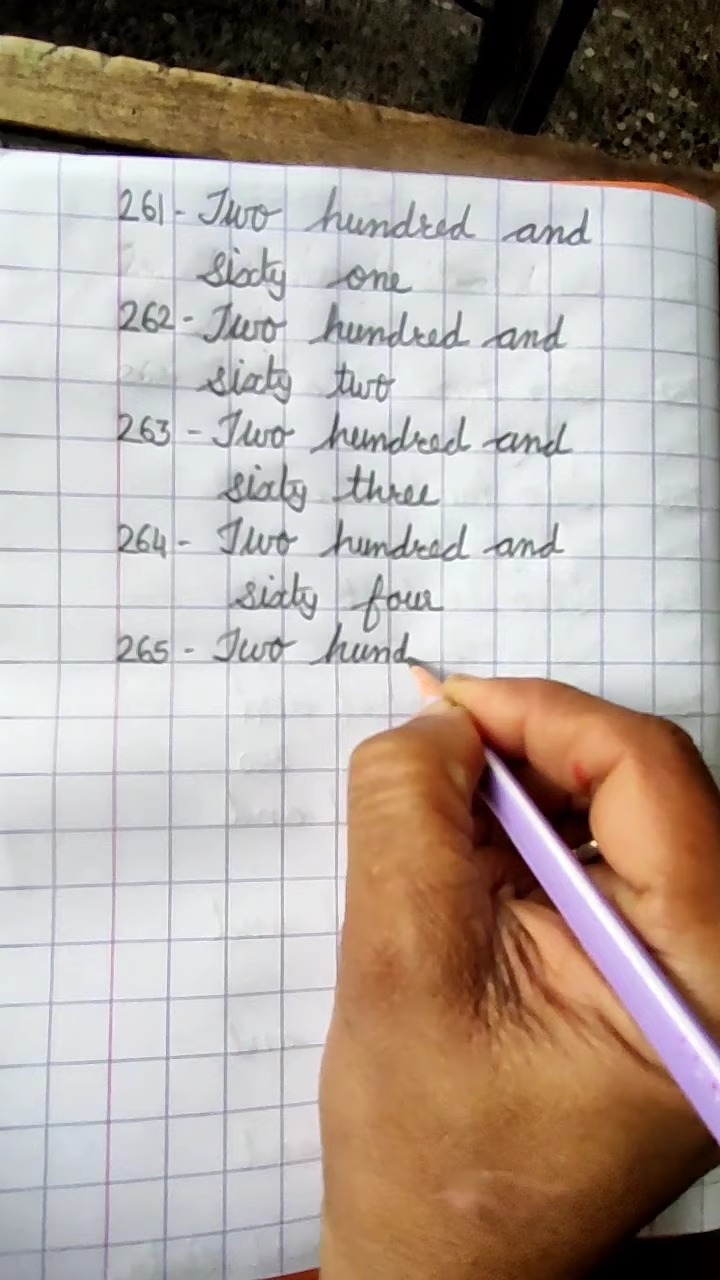 261 - Two hundred and
sixty one
262 - Two hundred and
sixty two
263 - Two hundred and
sixty three
264 - Two hundred and
sixty four
265 - Two hund